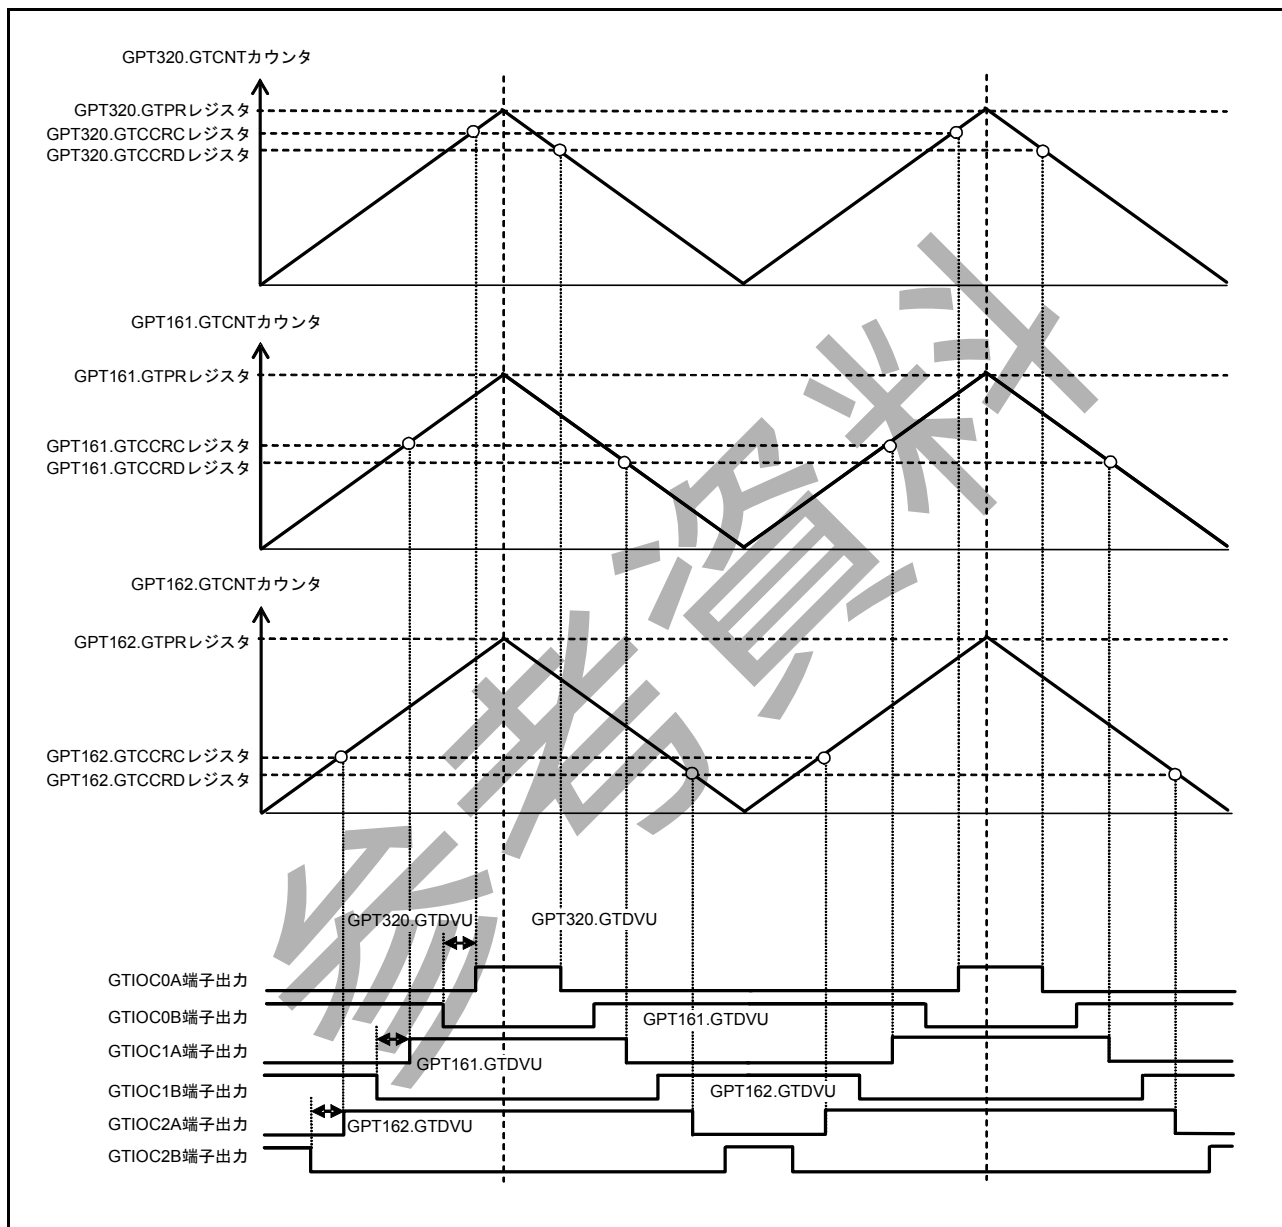 GPT320.GTCNTカウンタ
GPT320.GTPRレジスタ
GPT320.GTCCRCレジスタ
GPT320.GTCCRDレジスタ
GPT161.GTCNTカウンタ
GPT161.GTPRレジスタ
GPT161.GTCCRCレジスタ
GPT161.GTCCRDレジスタ
GPT162.GTCNTカウンタ
GPT162.GTPRレジスタ
GPT162.GTCCRCレジスタ
GPT162.GTCCRDレジスタ
参考資料
GPT320.GTDVU GPT320.GTDVU
GTIOC0A端子出力
GTIOC0B端子出力
GPT161.GTDVU
GTIOC1A端子出力
GPT161.GTDVU
GTIOC1B端子出力
GPT162.GTDVU
GTIOC2A端子出力
GPT162.GTDVU
GTIOC2B端子出力